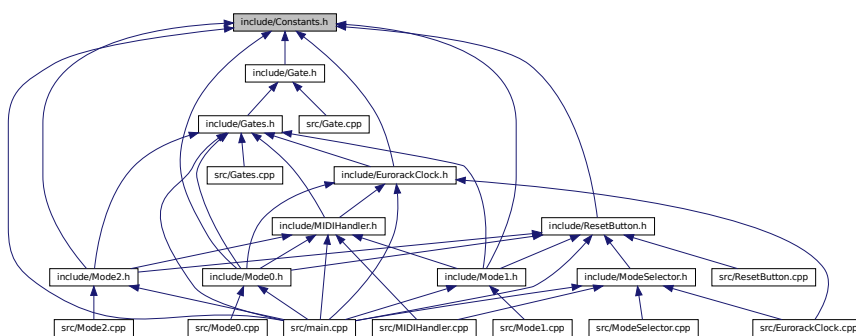 include/Constants.h
include/Gate.h
include/Gates.h
src/Gate.cpp
src/Gates.cpp
include/EurorackClock.h
include/MIDIHandler.h
include/ResetButton.h
include/Mode2.h
include/Mode0.h
include/Mode1.h
include/ModeSelector.h
src/ResetButton.cpp
src/Mode2.cpp
src/Mode0.cpp
src/main.cpp
src/MIDIHandler.cpp
src/Mode1.cpp
src/ModeSelector.cpp
src/EurorackClock.cpp